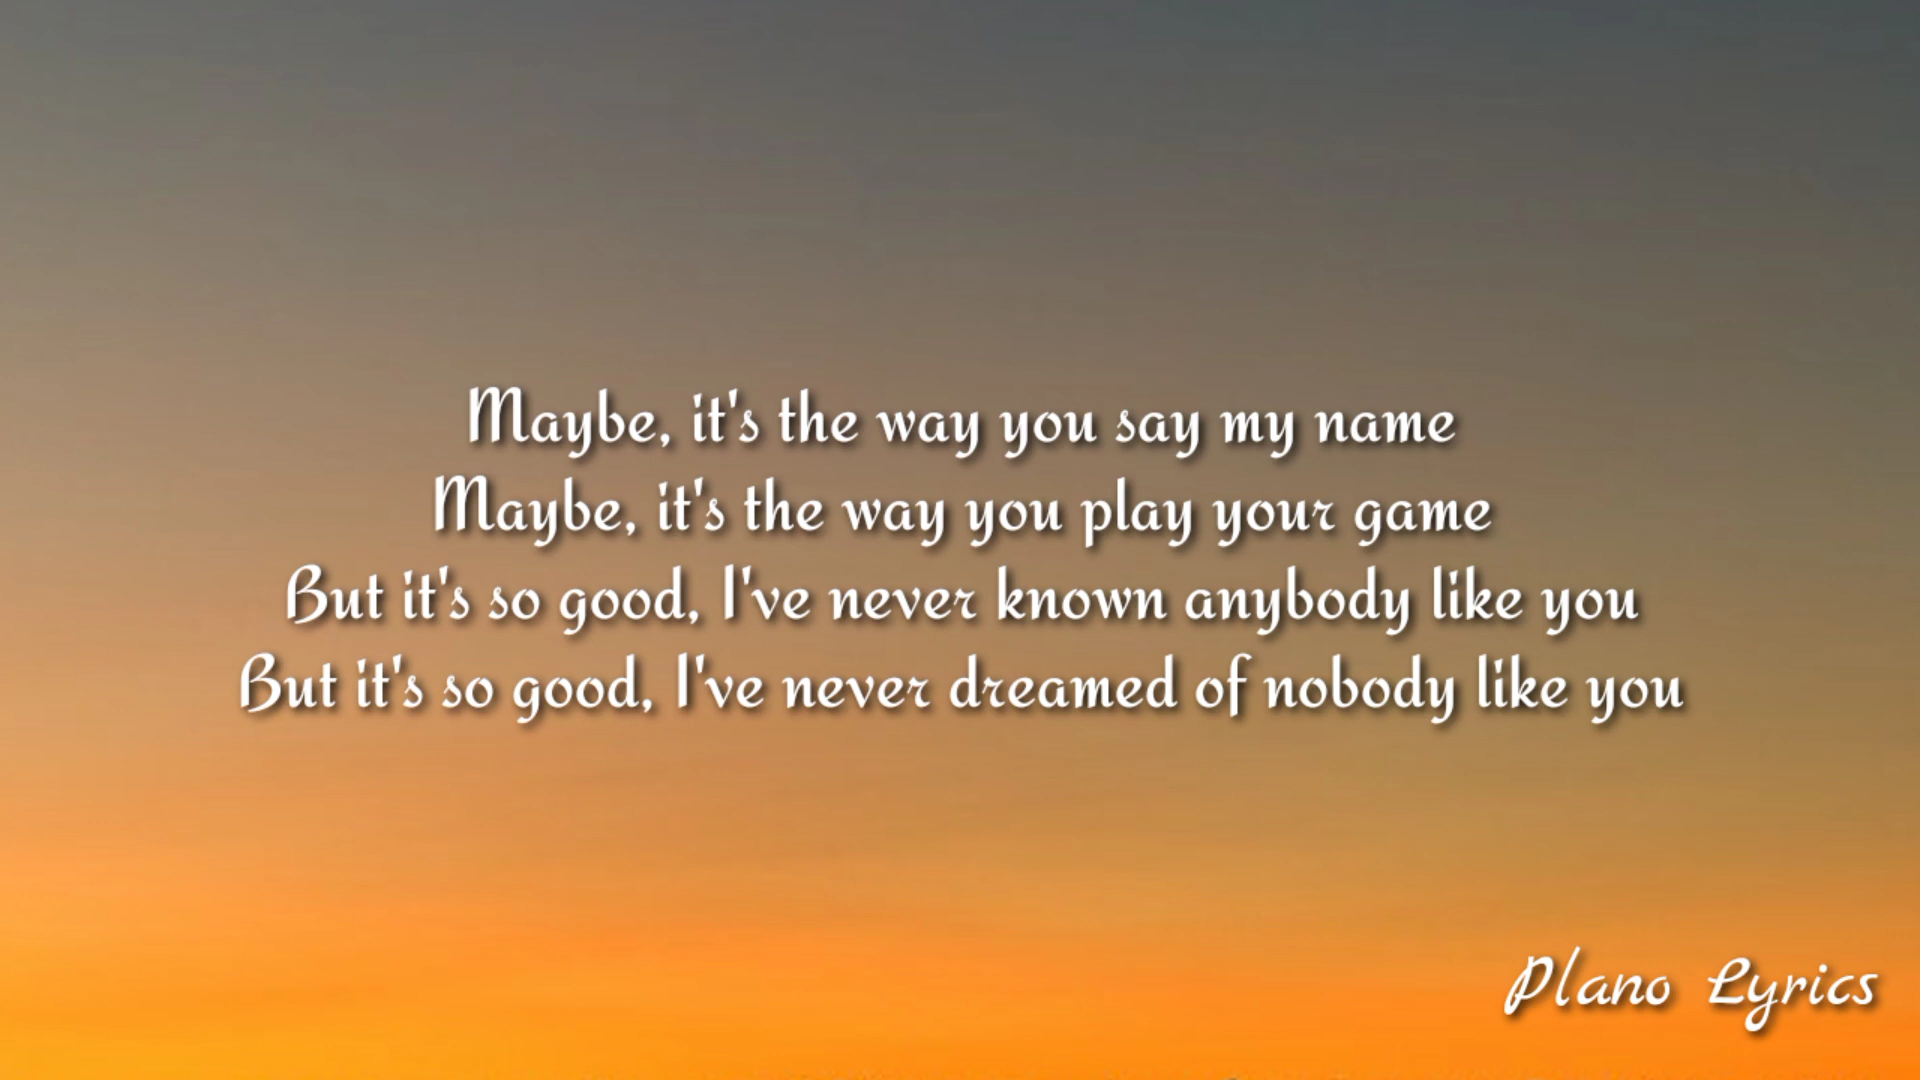 Maybe, it's the way you say my name
Maybe, it's the way you play your game
But it's so good, I've never known anybody like you
But it's so good, I've never dreamed of nobody like you
Plano Lyrics